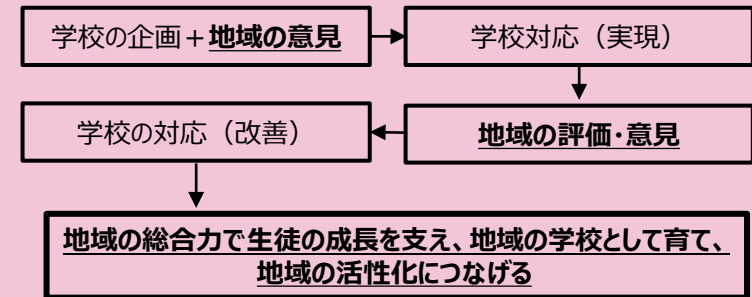 学校の企画+地域の意見
学校対応（実現）
地域の評価・意見
学校の対応（改善）
地域の総合力で生徒の成長を支え、地域の学校として育て、
地域の活性化につなげる